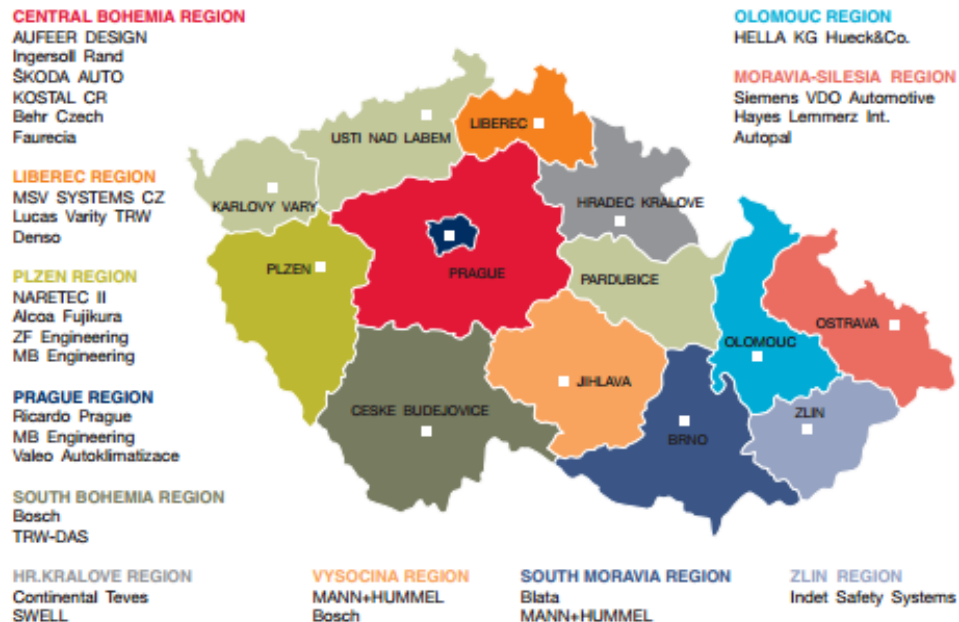 CENTRAL BOHEMIA REGION
AUFEER DESIGN
Ingersoll Rand
ŠKODA AUTO
KOSTAL CR
Behr Czech
Faurecia
LIBEREC REGION
MSV SYSTEMS CZ
Lucas Varity TRW
Denso
PLZEN REGION
NARETEC II
Alcoa Fujikura
ZF Engineering
MB Engineering
PRAGUE REGION
Ricardo Prague
MB Engineering
Valeo Autoklimatizace
SOUTH BOHEMIA REGION
Bosch
TRW-DAS
HR.KRALOVE REGION
Continental Teves
SWELL
VYSOCINA REGION
MANN+HUMMEL
Bosch
SOUTH MORAVIA REGION
Blata
MANN+HUMMEL
ZLIN REGION
Indet Safety Systems
OLOMOUC REGION
HELLA KG Hueck&Co.
MORAVIA-SILESIA REGION
Siemens VDO Automotive
Hayes Lemmerz Int.
Autopal
LIBEREC
USTI NAD LABEM
KARLOVY VARY
HRADEC KRALOVE
PLZEN
PRAGUE
PARDUBICE
OSTRAVA
OLOMOUC
JIHLAVA
CESKE BUDEJOVICE
ZLIN
BRNO